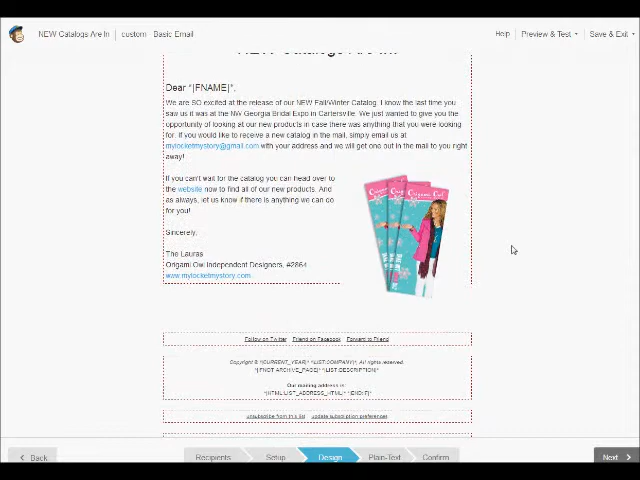 NEW Catalogs Are In custom Basic Email Help Preview & Test Save & Exit
NEW Catalogs Are In!
Dear *|FNAME|*,
We are SO excited at the release of our NEW Fall/Winter Catalog. I know the last time you
saw us it was at the NW Georgia Bridal Expo in Cartersville. We just wanted to give you the
opportunity of looking at our new products in case there was anything that you were looking
for. If you would like to receive a new catalog in the mail, simply email us at
mylocketmystory@gmail.com with your address and we will get one out in the mail to you right
away!
If you can't wait for the catalog you can head over to
the website now to find all of our new products. And
as always, let us know if there is anything we can do
for you!
Sincerely,
The Lauras
Origami Owl Independent Designers, #2864
www.mylocketmystory.com
Origami Owl
Follow on Twitter Friend on Facebook Forward to Friend
Copyright © *|CURRENT_YEAR|* *|LIST:COMPANY|*, All rights reserved.
*|IFNOT:ARCHIVE_PAGE|* *|LIST:DESCRIPTION|*
Our mailing address is:
*|HTML:LIST_ADDRESS_HTML|* *|END:IF|*
unsubscribe from this list update subscription preferences
Back Recipients Setup Design Plain-Text Confirm Next